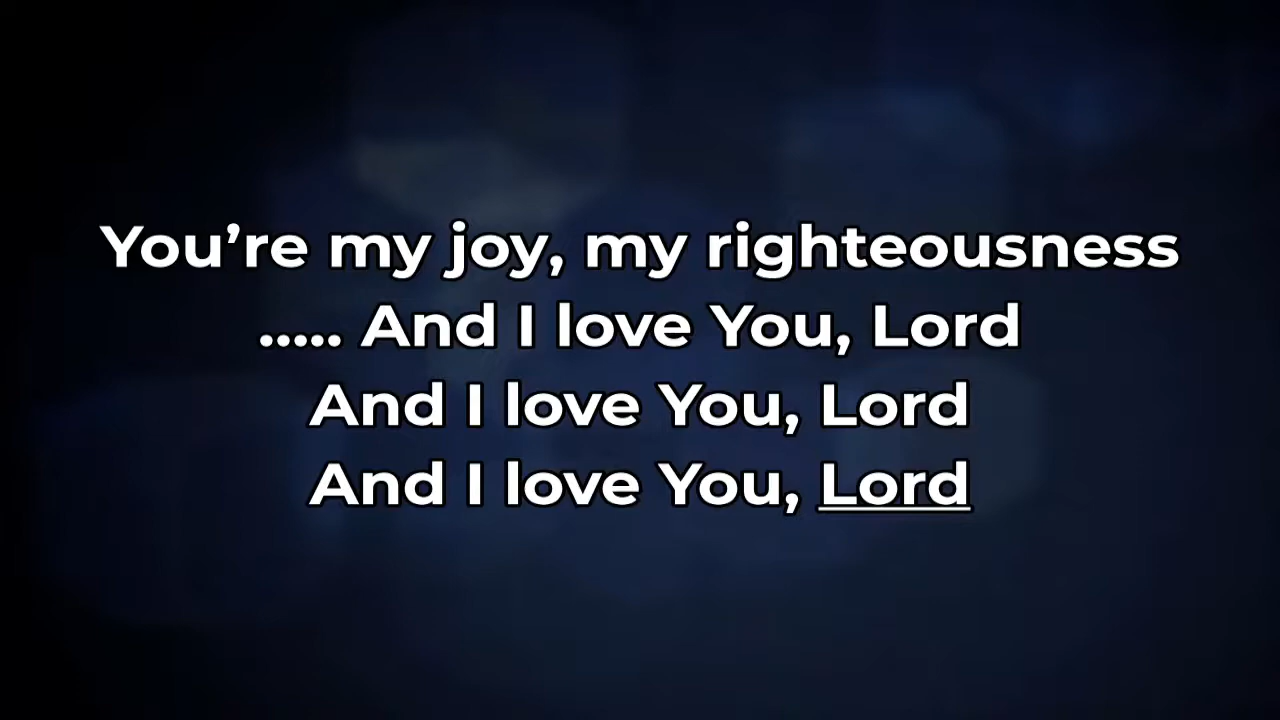 You’re my joy, my righteousness
..... And I love You, Lord
And I love You, Lord
And I love You, Lord